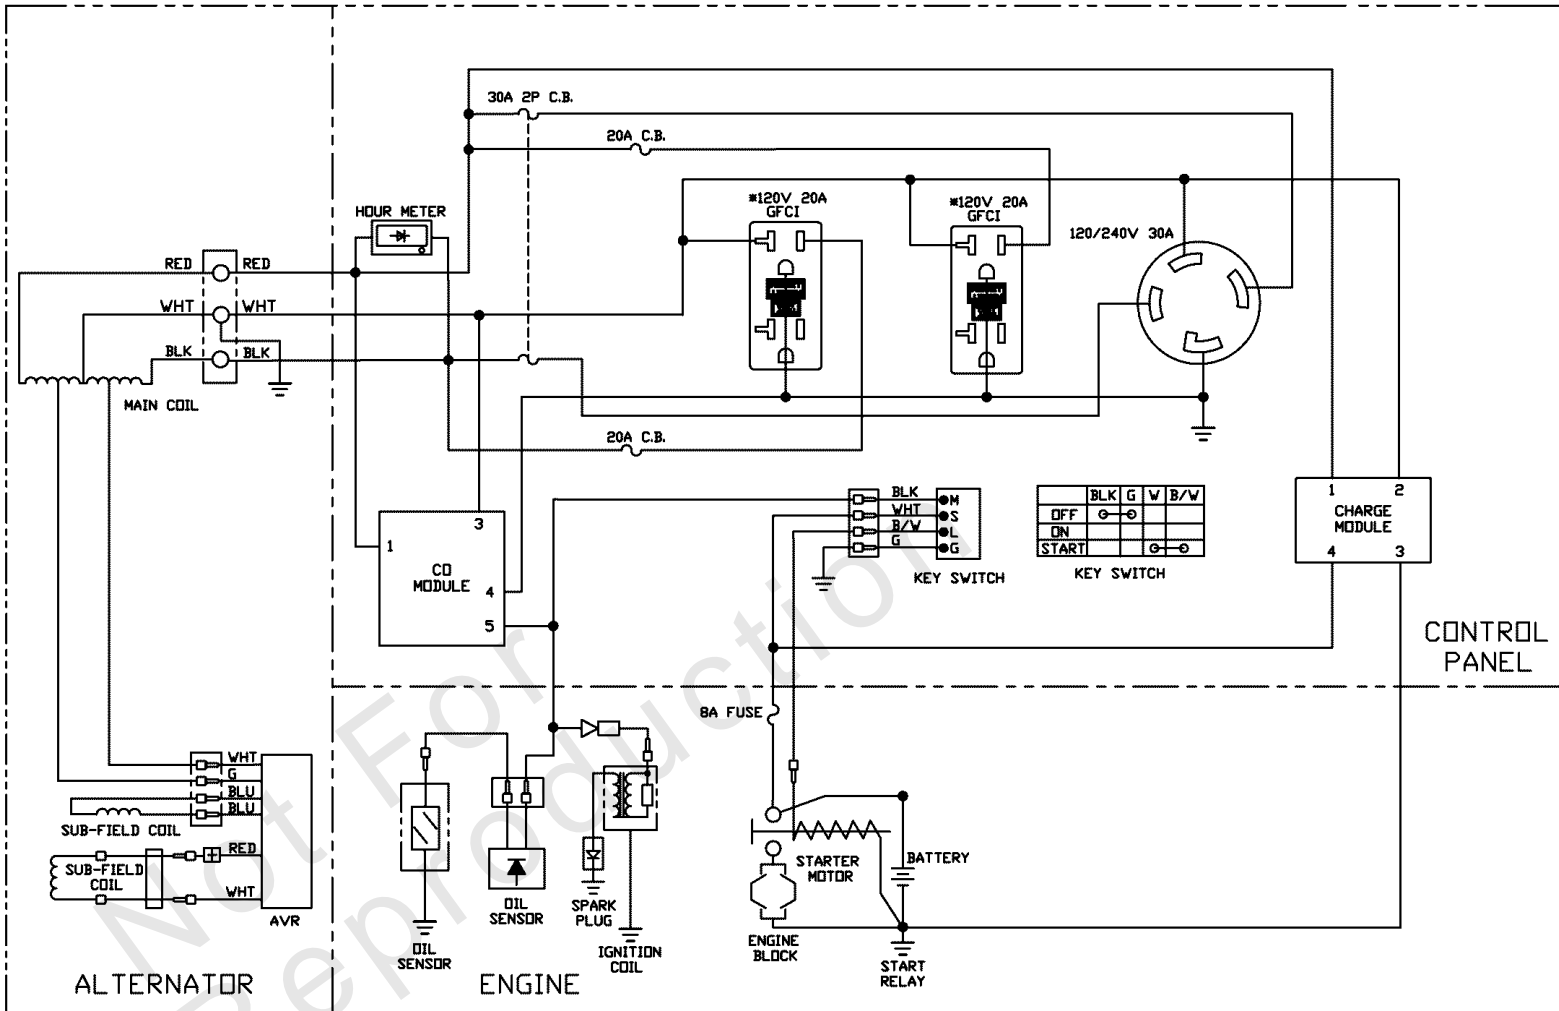 30A 2P C.B.
20A C.B.
*120V 20A
GFCI
*120V 20A
GFCI
120/240V 30A
HOUR METER
RED
RED
WHT
WHT
BLK
BLK
MAIN COIL
20A C.B.
3
1
CO
MODULE
4
5
BLK
M
WHT
S
B/W
L
G
G
KEY SWITCH
BLK G W B/W
OFF
ON
START
KEY SWITCH
1 2
CHARGE
MODULE
4 3
CONTROL
PANEL
8A FUSE
WHT
G
BLU
BLU
SUB-FIELD COIL
RED
SUB-FIELD
COIL
WHT
AVR
OIL
SENSOR
OIL
SENSOR
SPARK
PLUG
IGNITION
COIL
STARTER
MOTOR
BATTERY
ENGINE
BLOCK
START
RELAY
ALTERNATOR
ENGINE
Not For
Reproduction